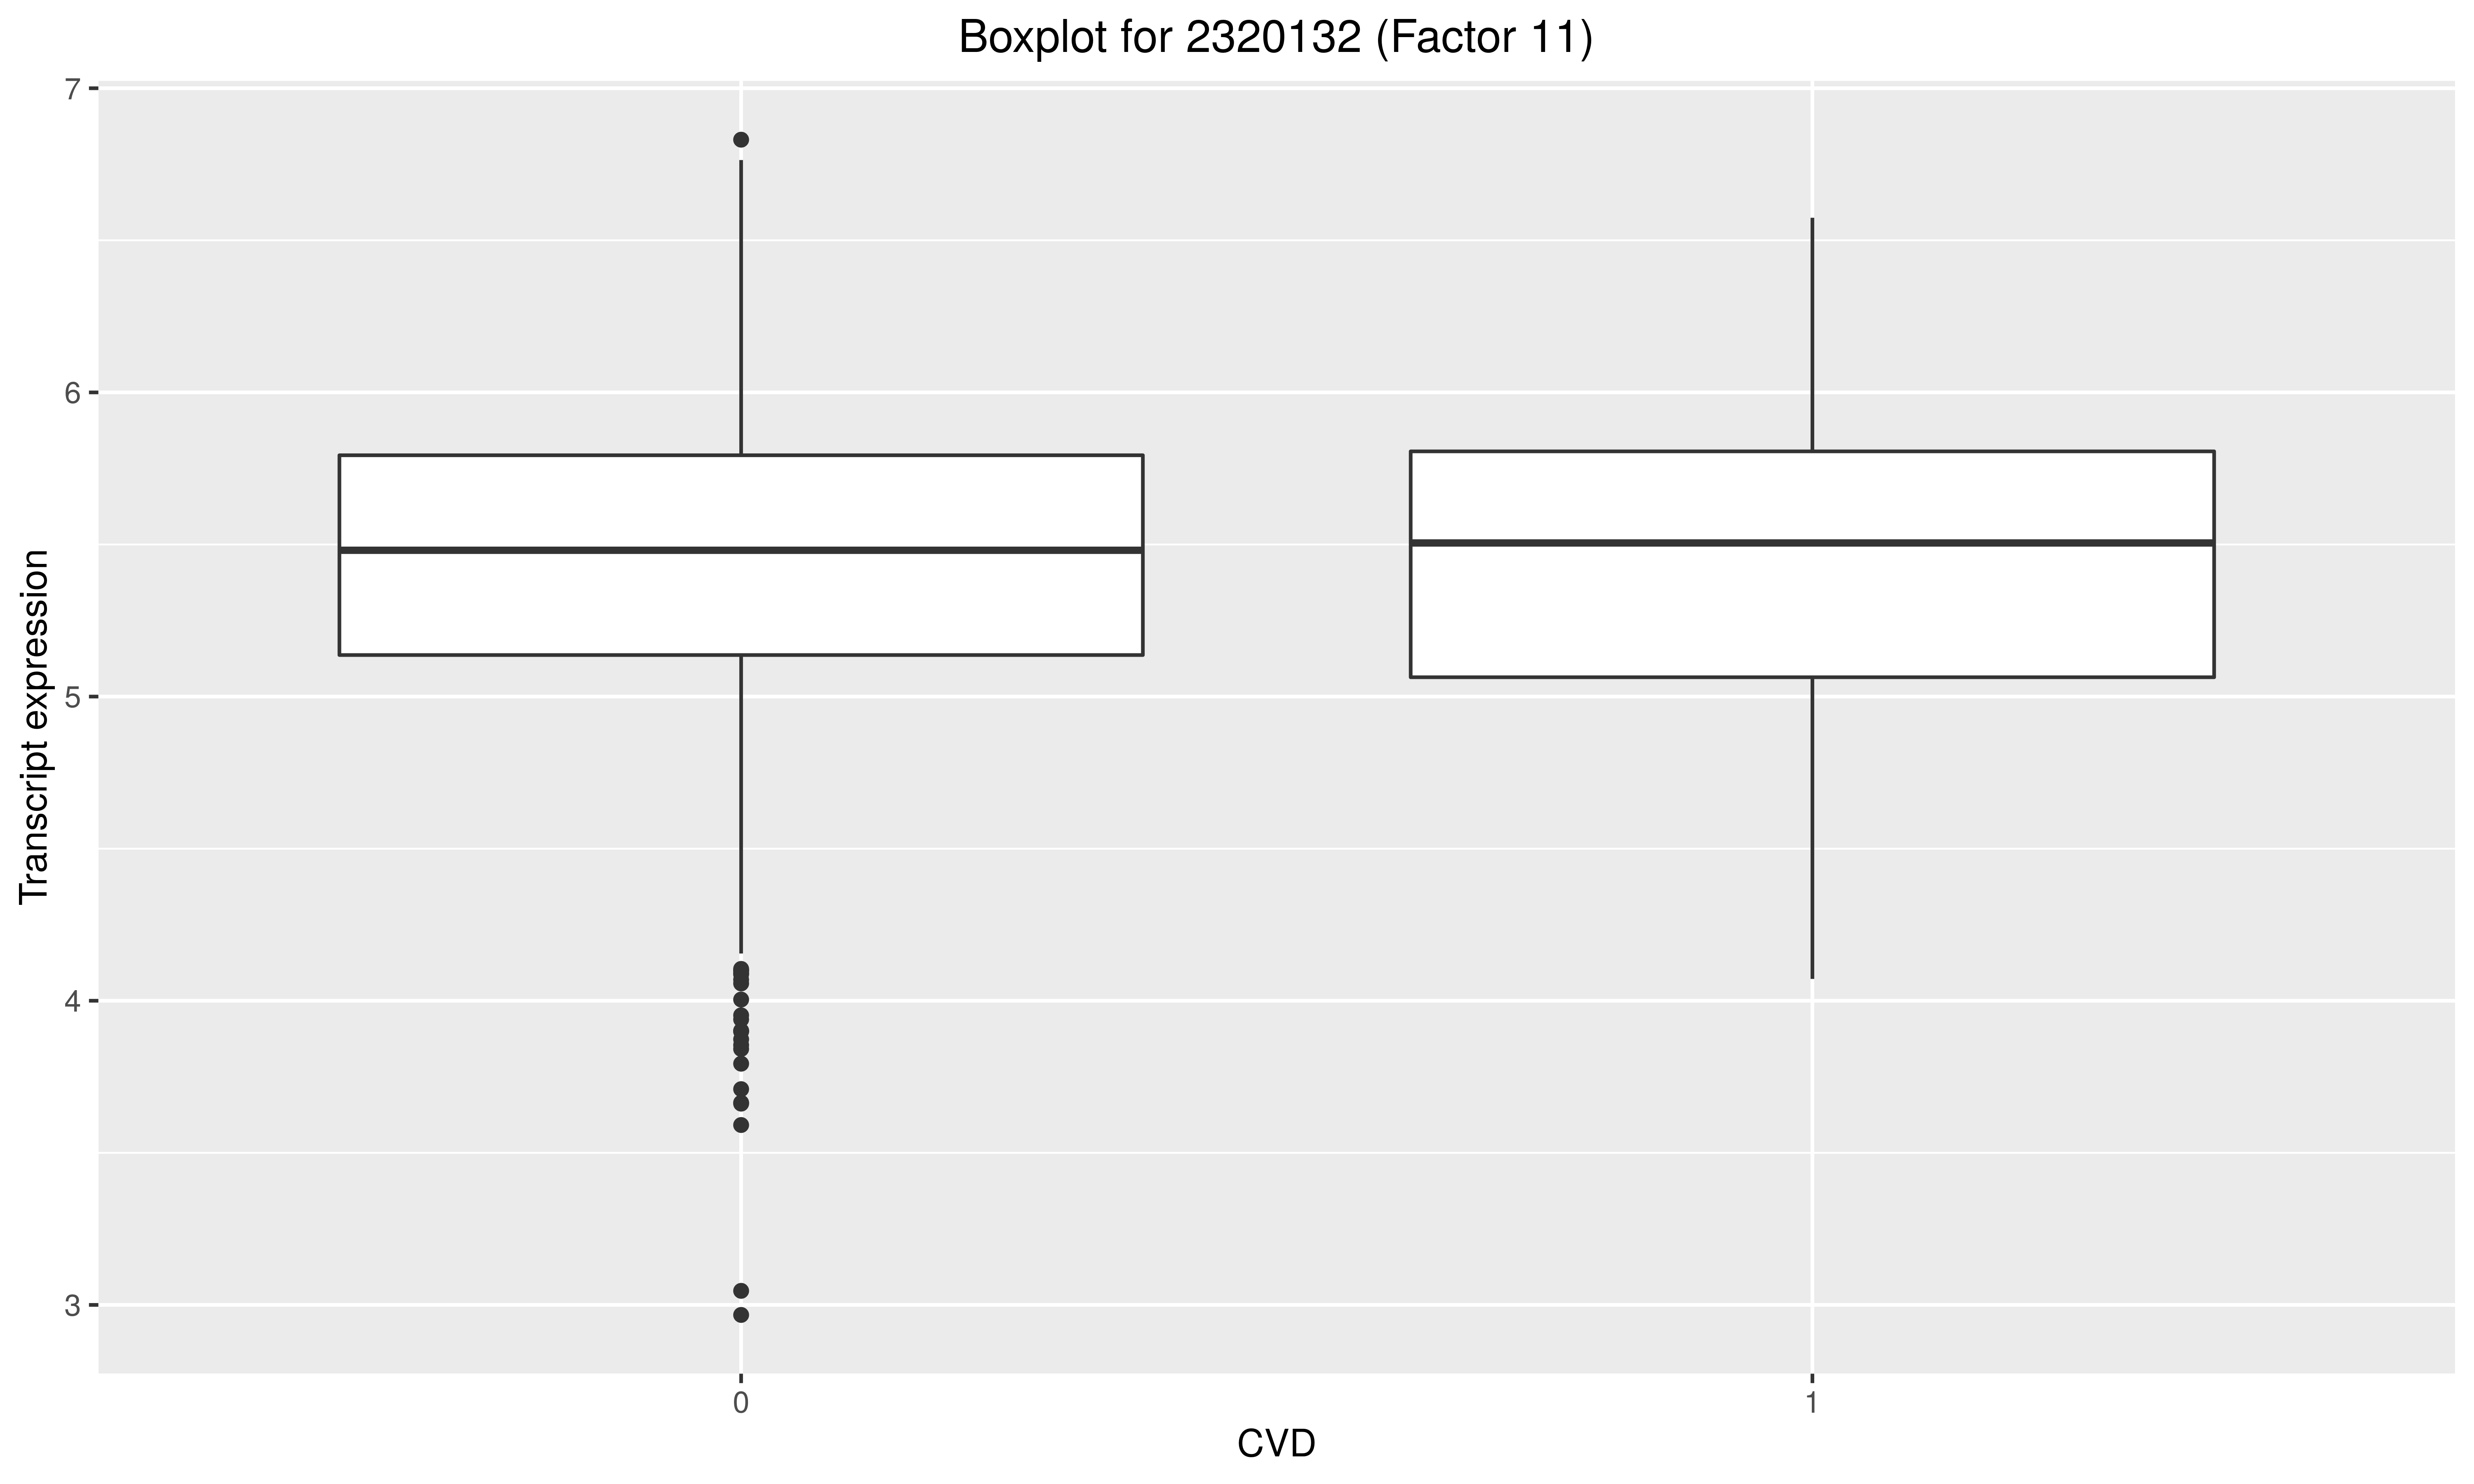 Boxplot for 2320132 (Factor 11)
7
6
5
4
3
Transcript expression
0
1
CVD